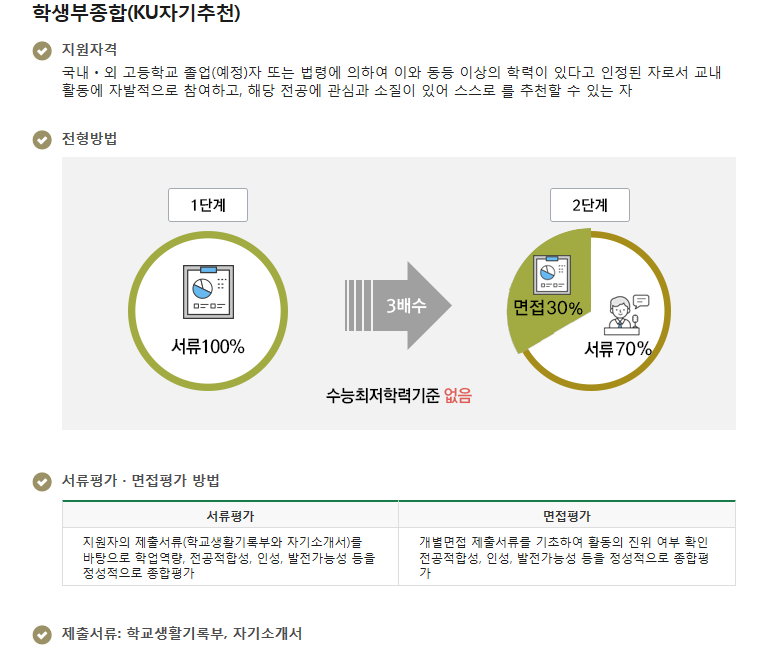 학생부종합(KU자기추천)
지원자격
국내·외 고등학교 졸업(예정)자 또는 법령에 의하여 이와 동등 이상의 학력이 있다고 인정된 자로서 교내
활동에 자발적으로 참여하고, 해당 전공에 관심과 소질이 있어 스스로 를 추천할 수 있는 자
전형방법
1단계
서류100%
3배수
2단계
면접30%
서류70%
수능최저학력기준 없음
서류평가 · 면접평가 방법
서류평가
지원자의 제출서류(학교생활기록부와 자기소개서)를
바탕으로 학업역량, 전공적합성, 인성, 발전가능성 등을
정성적으로 종합평가
면접평가
개별면접 제출서류를 기초하여 활동의 진위 여부 확인
전공적합성, 인성, 발전가능성 등을 정성적으로 종합평
가
제출서류: 학교생활기록부, 자기소개서